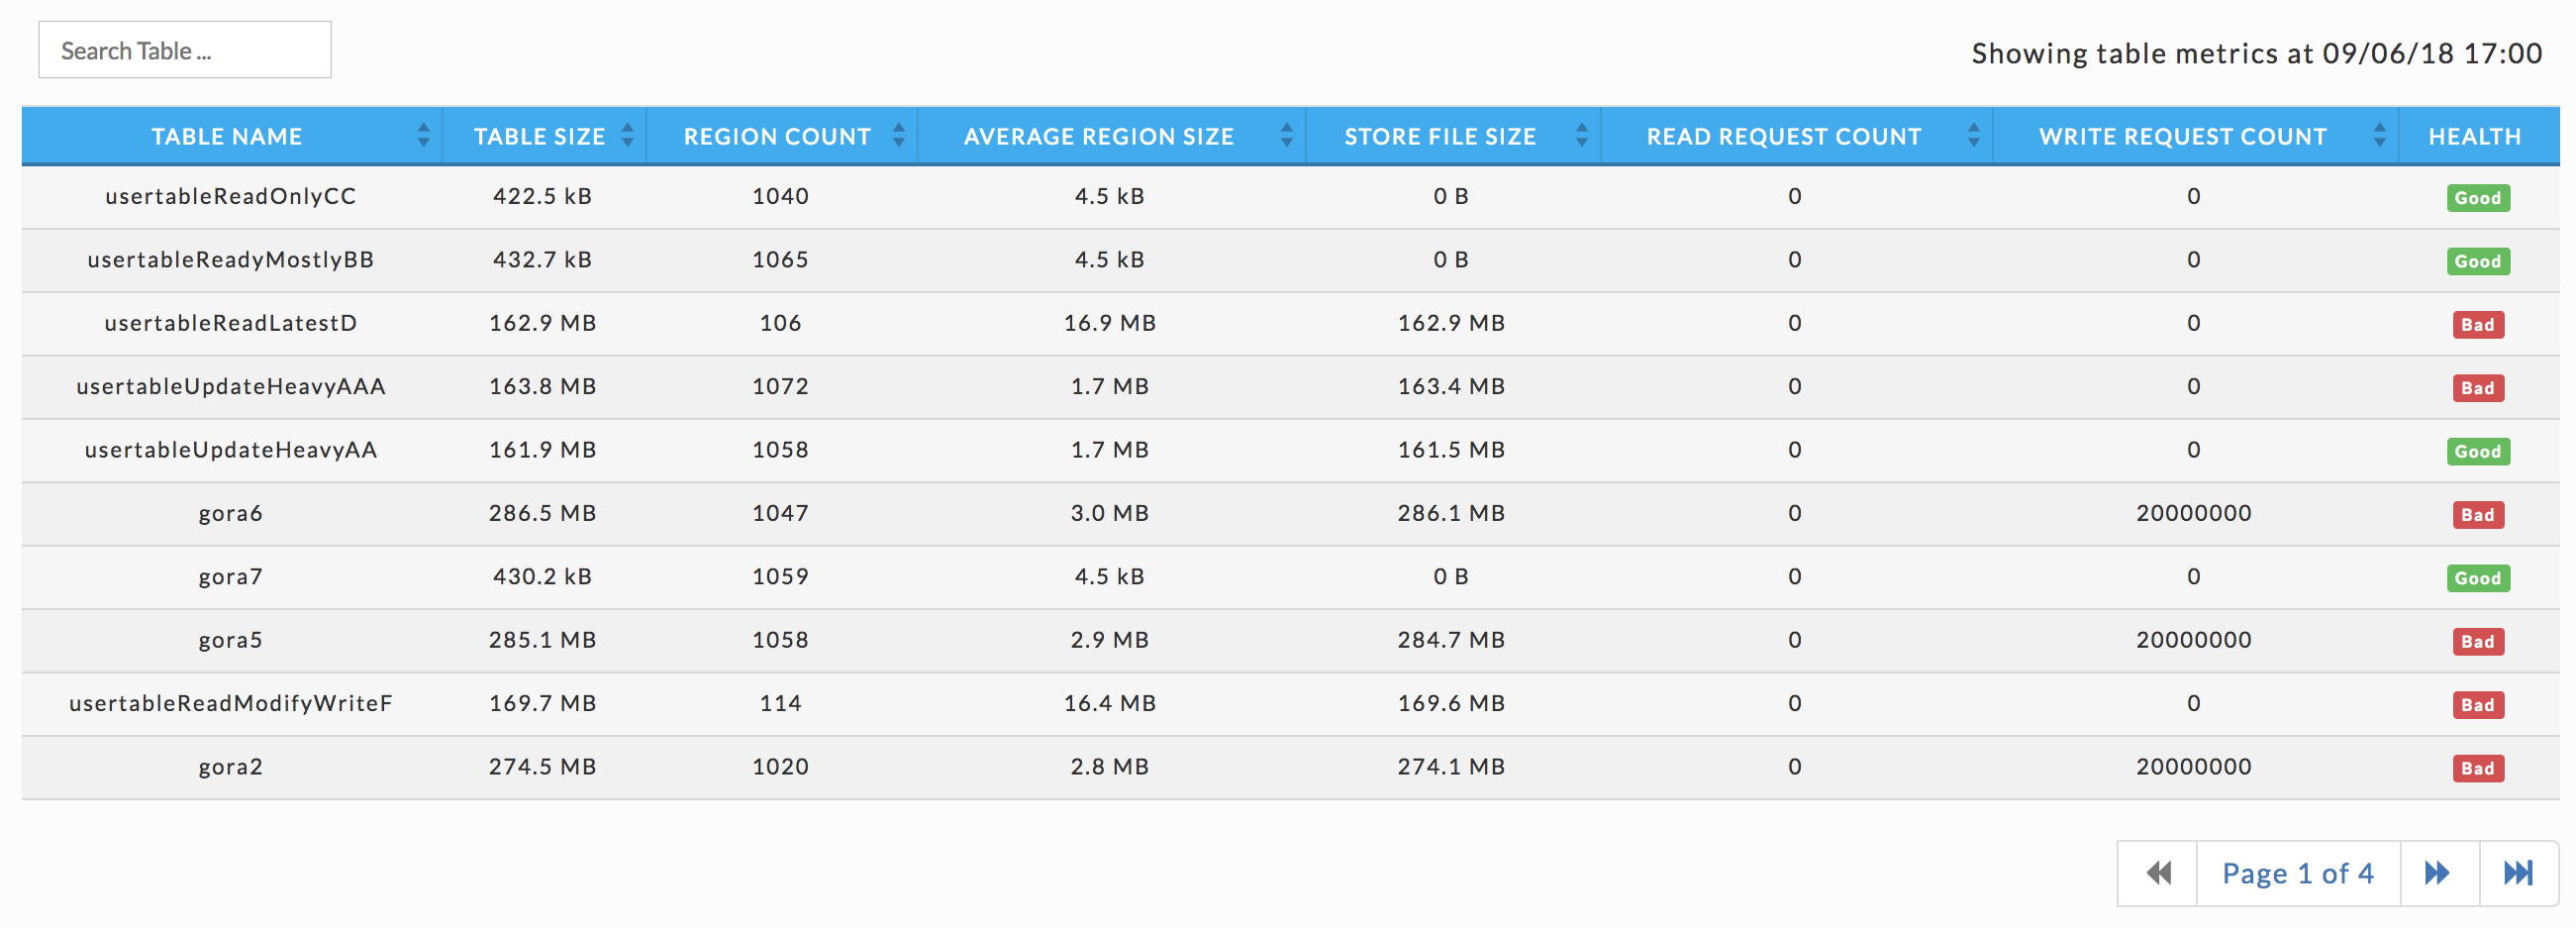 Search Table ...
Showing table metrics at 09/06/18 17:00
TABLE NAME TABLE SIZE REGION COUNT AVERAGE REGION SIZE STORE FILE SIZE READ REQUEST COUNT WRITE REQUEST COUNT HEALTH
usertableReadOnlyCC 422.5 kB 1040 4.5 kB 0 B 0 0 Good
usertableReadyMostlyBB 432.7 kB 1065 4.5 kB 0 B 0 0 Good
usertableReadLatestD 162.9 MB 106 16.9 MB 162.9 MB 0 0 Bad
usertableUpdateHeavyAAA 163.8 MB 1072 1.7 MB 163.4 MB 0 0 Bad
usertableUpdateHeavyAA 161.9 MB 1058 1.7 MB 161.5 MB 0 0 Good
gora6 286.5 MB 1047 3.0 MB 286.1 MB 0 20000000 Bad
gora7 430.2 kB 1059 4.5 kB 0 B 0 0 Good
gora5 285.1 MB 1058 2.9 MB 284.7 MB 0 20000000 Bad
usertableReadModifyWriteF 169.7 MB 114 16.4 MB 169.6 MB 0 0 Bad
gora2 274.5 MB 1020 2.8 MB 274.1 MB 0 20000000 Bad
Page 1 of 4